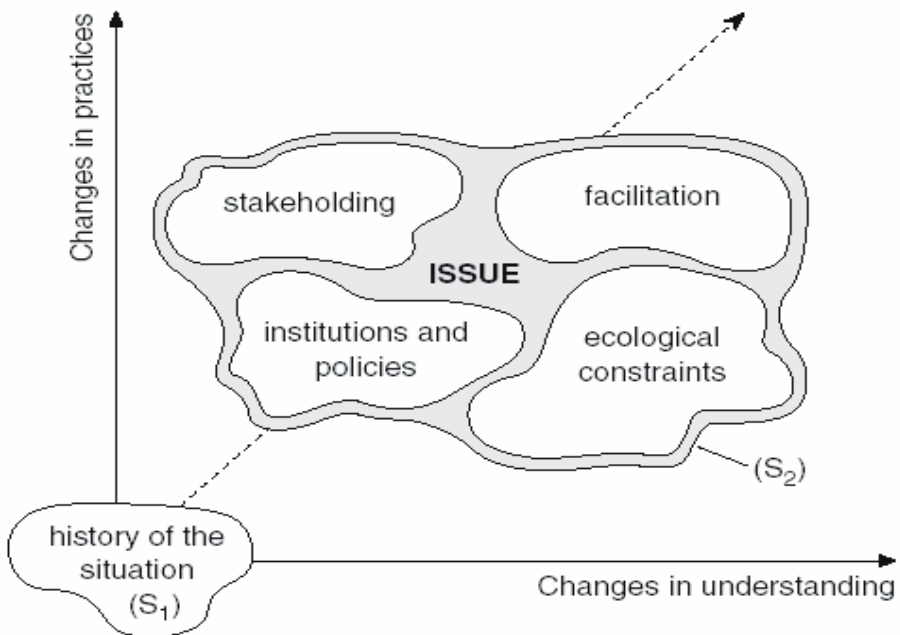 Changes in practices
stakeholding
facilitation
ISSUE
institutions and
policies
ecological
constraints
(S₂)
history of the
situation
(S₁)
Changes in understanding